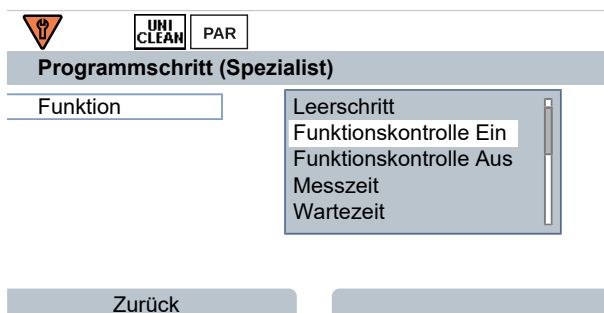 UNI
CLEAN PAR
Programmschritt (Spezialist)
Funktion
Leerschritt
Funktionskontrolle Ein
Funktionskontrolle Aus
Messzeit
Wartezeit
Zurück